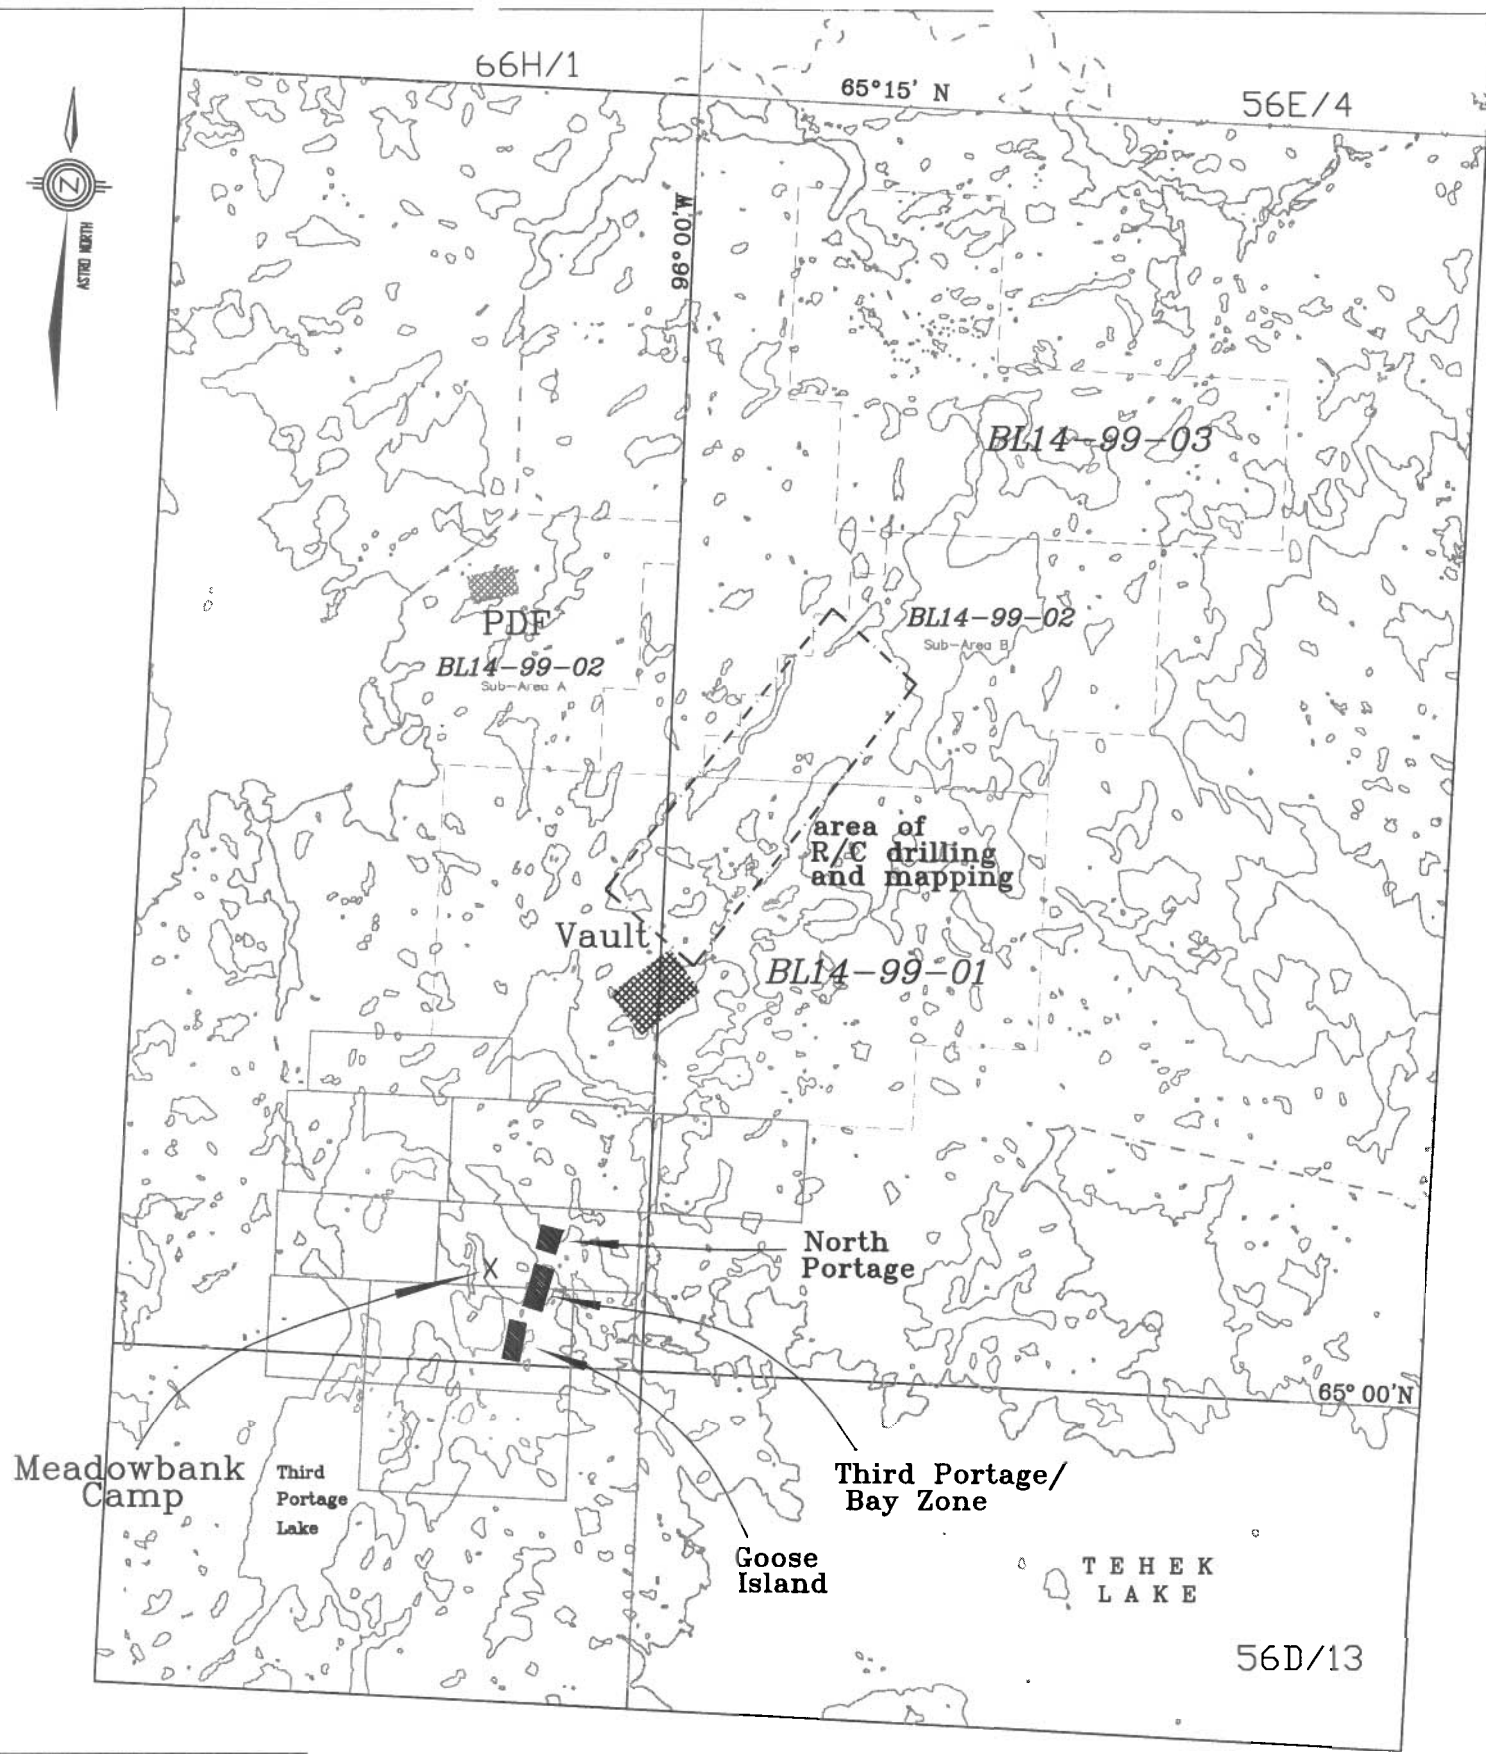 66H/1
65°15' N
56E/4
N
ASTRO NORTH
96° 00'W
BL14-99-03
PDF
BL14-99-02
Sub-Area A
BL14-99-02
Sub-Area B
area of
R/C drilling
and mapping
Vault
BL14-99-01
North
Portage
X
65° 00'N
Meadowbank
Camp
Third
Portage
Lake
Third Portage/
Bay Zone
Goose
Island
TEHEK
LAKE
56D/13